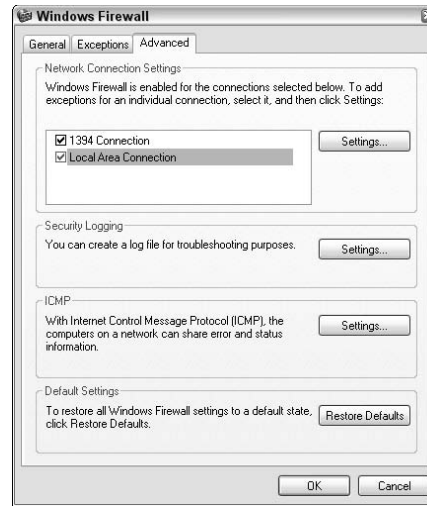 Windows Firewall
General Exceptions Advanced
Network Connection Settings
Windows Firewall is enabled for the connections selected
below. To add
exceptions for an individual connection, select it, and then
click Settings:
1394 Connection
Settings...
Local Area Connection
Security Logging
You can create a log file for troubleshooting purposes.
Settings...
ICMP
With Internet Control Message Protocol (ICMP), the
Settings...
computers on a network can share error and status
information.
Default Settings
To restore all Windows Firewall settings to a default state,
Restore Defaults
click Restore Defaults.
OK Cancel